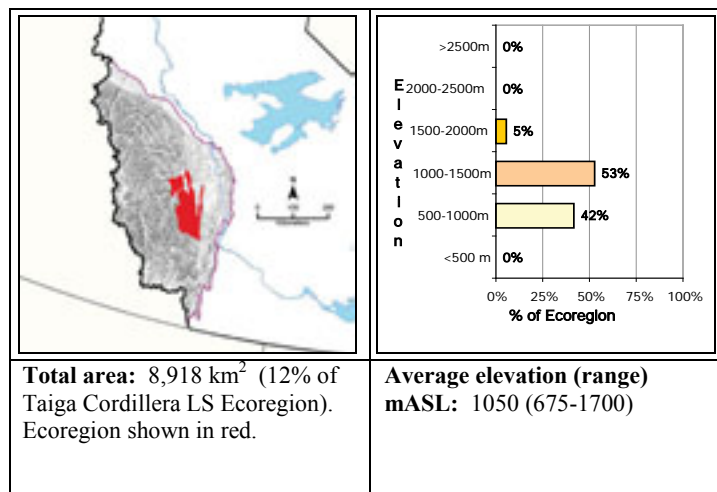 N
Elevation
>2500m 0%
2000-2500m 0%
1500-2000m 5%
1000-1500m 53%
500-1000m 42%
<500 m 0%
0% 25% 50% 75% 100%
% of Ecoregion
Total area: 8,918 km² (12% of
Taiga Cordillera LS Ecoregion).
Ecoregion shown in red.
Average elevation (range)
mASL: 1050 (675-1700)